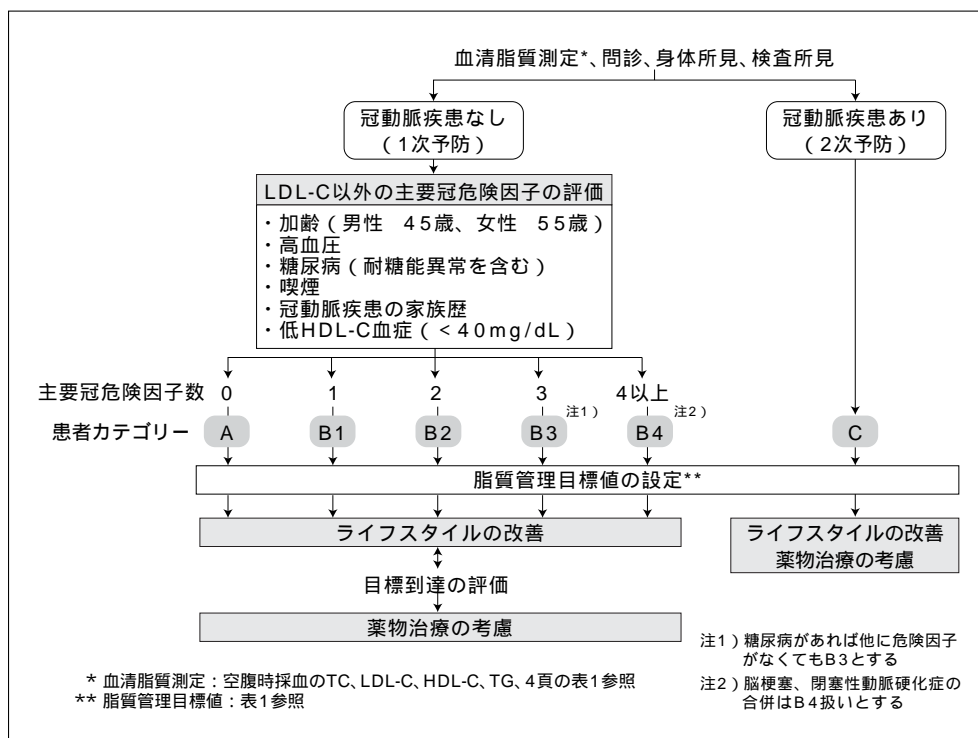 血清脂質測定*、問診、身体所見、検査所見
冠動脈疾患なし
（1次予防）
冠動脈疾患あり
（2次予防）
LDL-C以外の主要冠危険因子の評価
・加齢（男性　45歳、女性　55歳）
・高血圧
・糖尿病（耐糖能異常を含む）
・喫煙
・冠動脈疾患の家族歴
・低HDL-C血症（＜40mg/dL）
主要冠危険因子数 0 1 2 3 4以上
患者カテゴリー A B1 B2 B3 注1） B4 注2） C
脂質管理目標値の設定**
ライフスタイルの改善
ライフスタイルの改善
薬物治療の考慮
目標到達の評価
薬物治療の考慮
注1）糖尿病があれば他に危険因子
がなくてもB3とする
注2）脳梗塞、閉塞性動脈硬化症の
合併はB4扱いとする
* 血清脂質測定：空腹時採血のTC、LDL-C、HDL-C、TG、4頁の表1参照
** 脂質管理目標値：表1参照